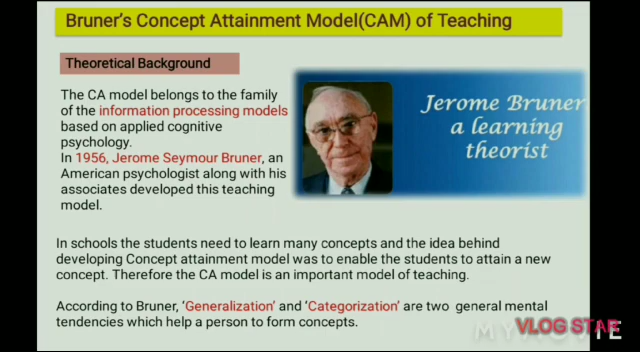 Bruner's Concept Attainment Model(CAM) of Teaching
Theoretical Background
The CA model belongs to the family
of the information processing models
based on applied cognitive
psychology.
In 1956, Jerome Seymour Bruner, an
American psychologist along with his
associates developed this teaching
model.
Jerome Bruner
a learning
theorist
In schools the students need to learn many concepts and the idea behind
developing Concept attainment model was to enable the students to attain a new
concept. Therefore the CA model is an important model of teaching.
According to Bruner, 'Generalization' and 'Categorization' are two general mental
tendencies which help a person to form concepts.
VLOG STAR